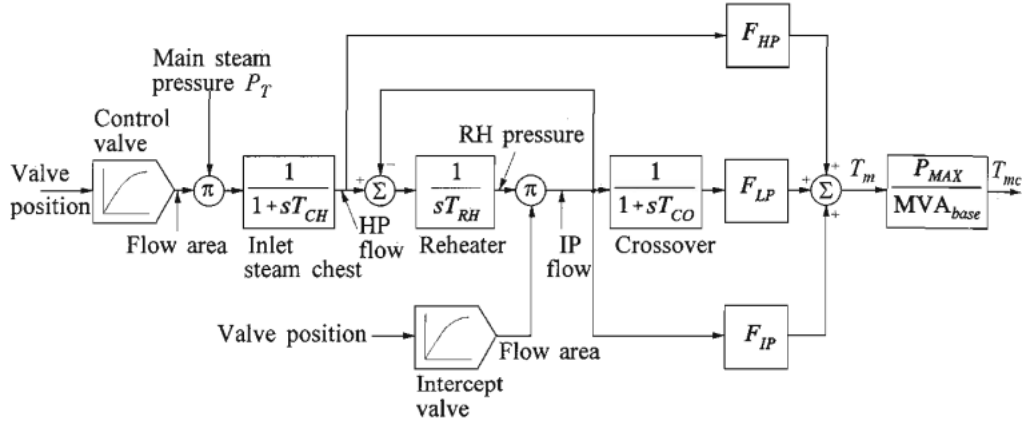 F_HP
Main steam
pressure P_T
Control
valve
Valve
position
Flow area
π
1
1+sT_CH
Inlet
steam chest
HP
flow
+
−
Σ
1
sT_RH
Reheater
RH pressure
π
IP
flow
1
1+sT_CO
Crossover
F_LP
+
+
+
Σ
T_m
P_MAX
MVA_base
T_mc
Valve position
Intercept
valve
Flow area
F_IP